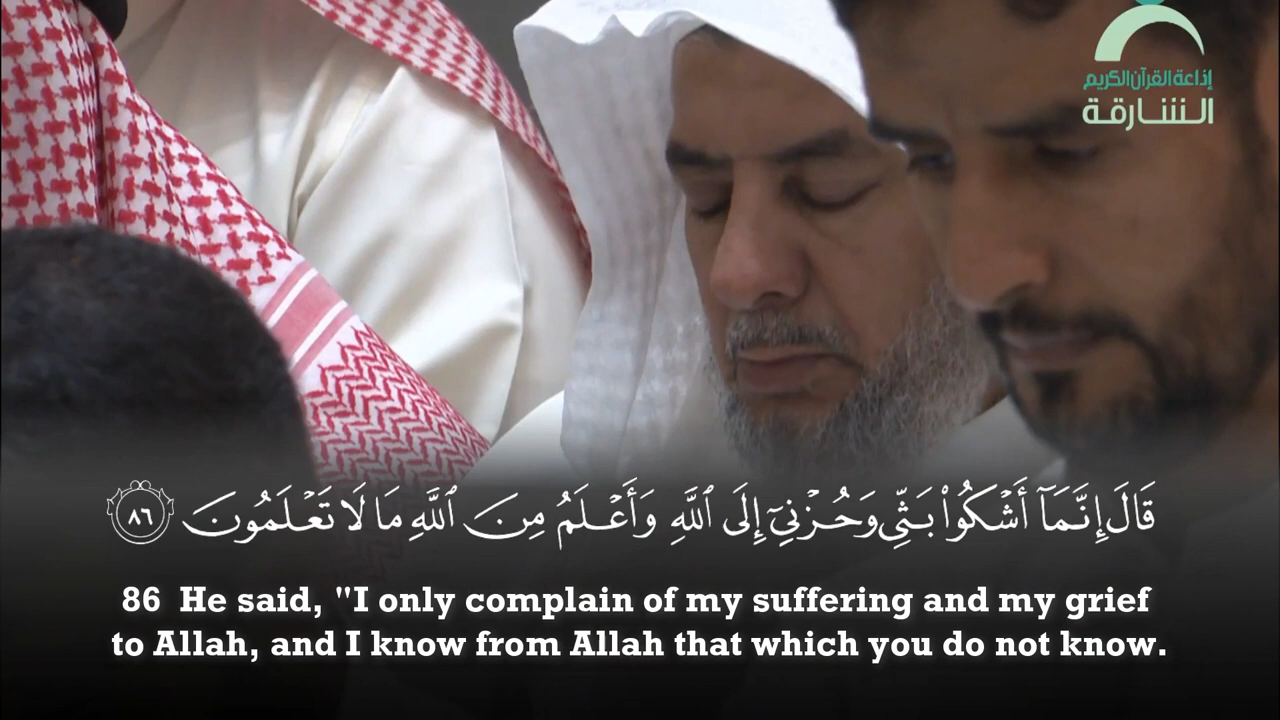 إذاعة القرآن الكريم
الشارقة
قَالَ إِنَّمَآ أَشْكُوا۟ بَثِّى وَحُزْنِىٓ إِلَى ٱللَّهِ وَأَعْلَمُ مِنَ ٱللَّهِ مَا لَا تَعْلَمُونَ ٨٦
86 He said, "I only complain of my suffering and my grief
to Allah, and I know from Allah that which you do not know.